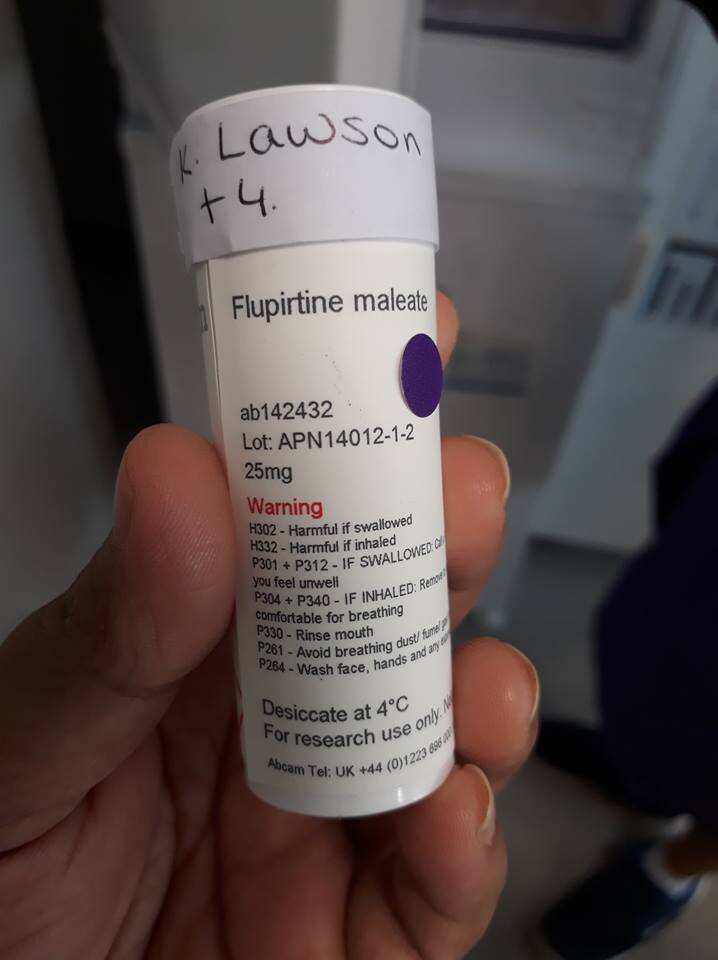 K. Lawson
+4.
Flupirtine maleate
ab142432
Lot: APN14012-1-2
25mg
Warning
H302 - Harmful if swallowed
H332 - Harmful if inhaled
P301 + P312 - IF SWALLOWED:
you feel unwell
P304 + P340 - IF INHALED: Remove
comfortable for breathing
P330 - Rinse mouth
P261 - Avoid breathing dust/ fume/
P264 - Wash face, hands and any
Desiccate at 4°C
For research use only.
Abcam Tel: UK +44 (0)1223 696